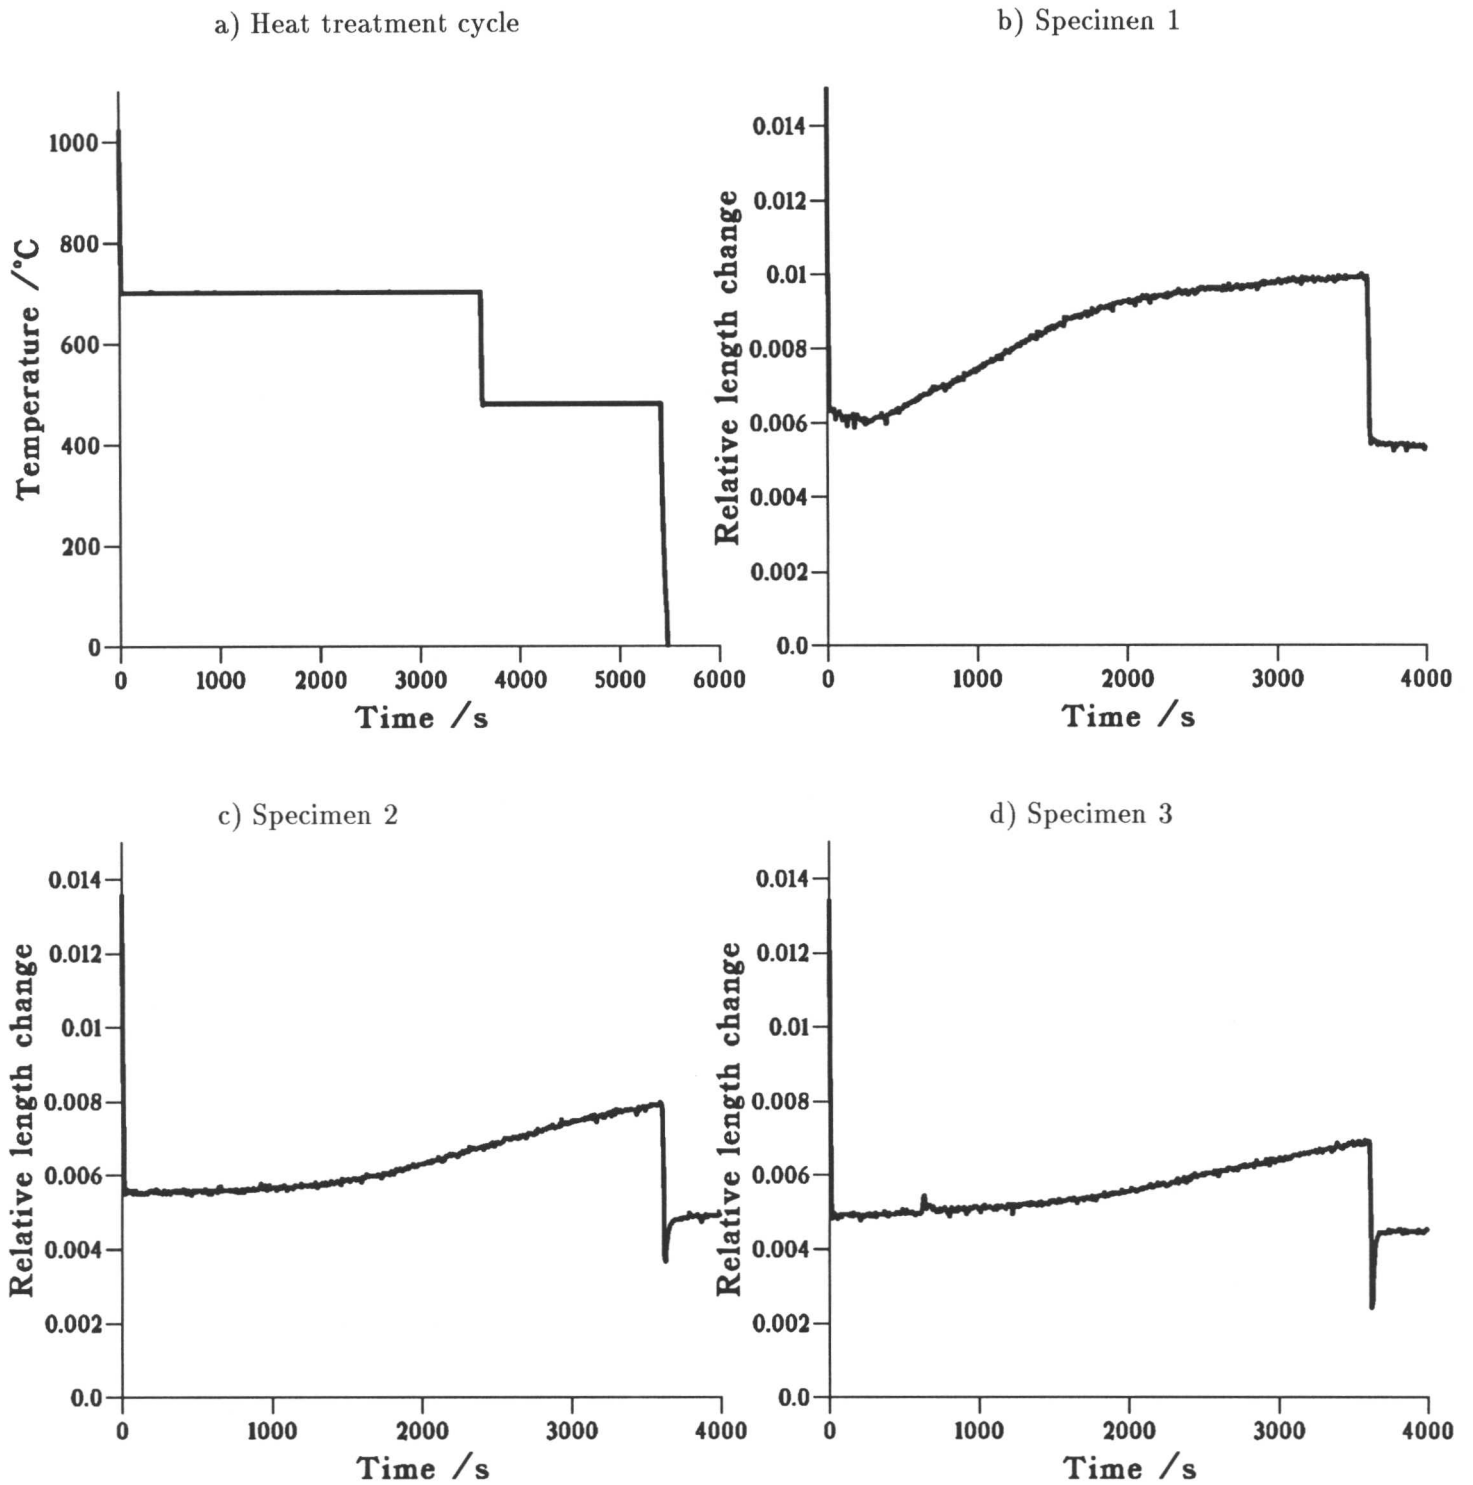 a) Heat treatment cycle
Temperature /°C
1000
800
600
400
200
0
0 1000 2000 3000 4000 5000 6000
Time /s
b) Specimen 1
Relative length change
0.014
0.012
0.01
0.008
0.006
0.004
0.002
0.0
0 1000 2000 3000 4000
Time /s
c) Specimen 2
Relative length change
0.014
0.012
0.01
0.008
0.006
0.004
0.002
0.0
0 1000 2000 3000 4000
Time /s
d) Specimen 3
Relative length change
0.014
0.012
0.01
0.008
0.006
0.004
0.002
0.0
0 1000 2000 3000 4000
Time /s